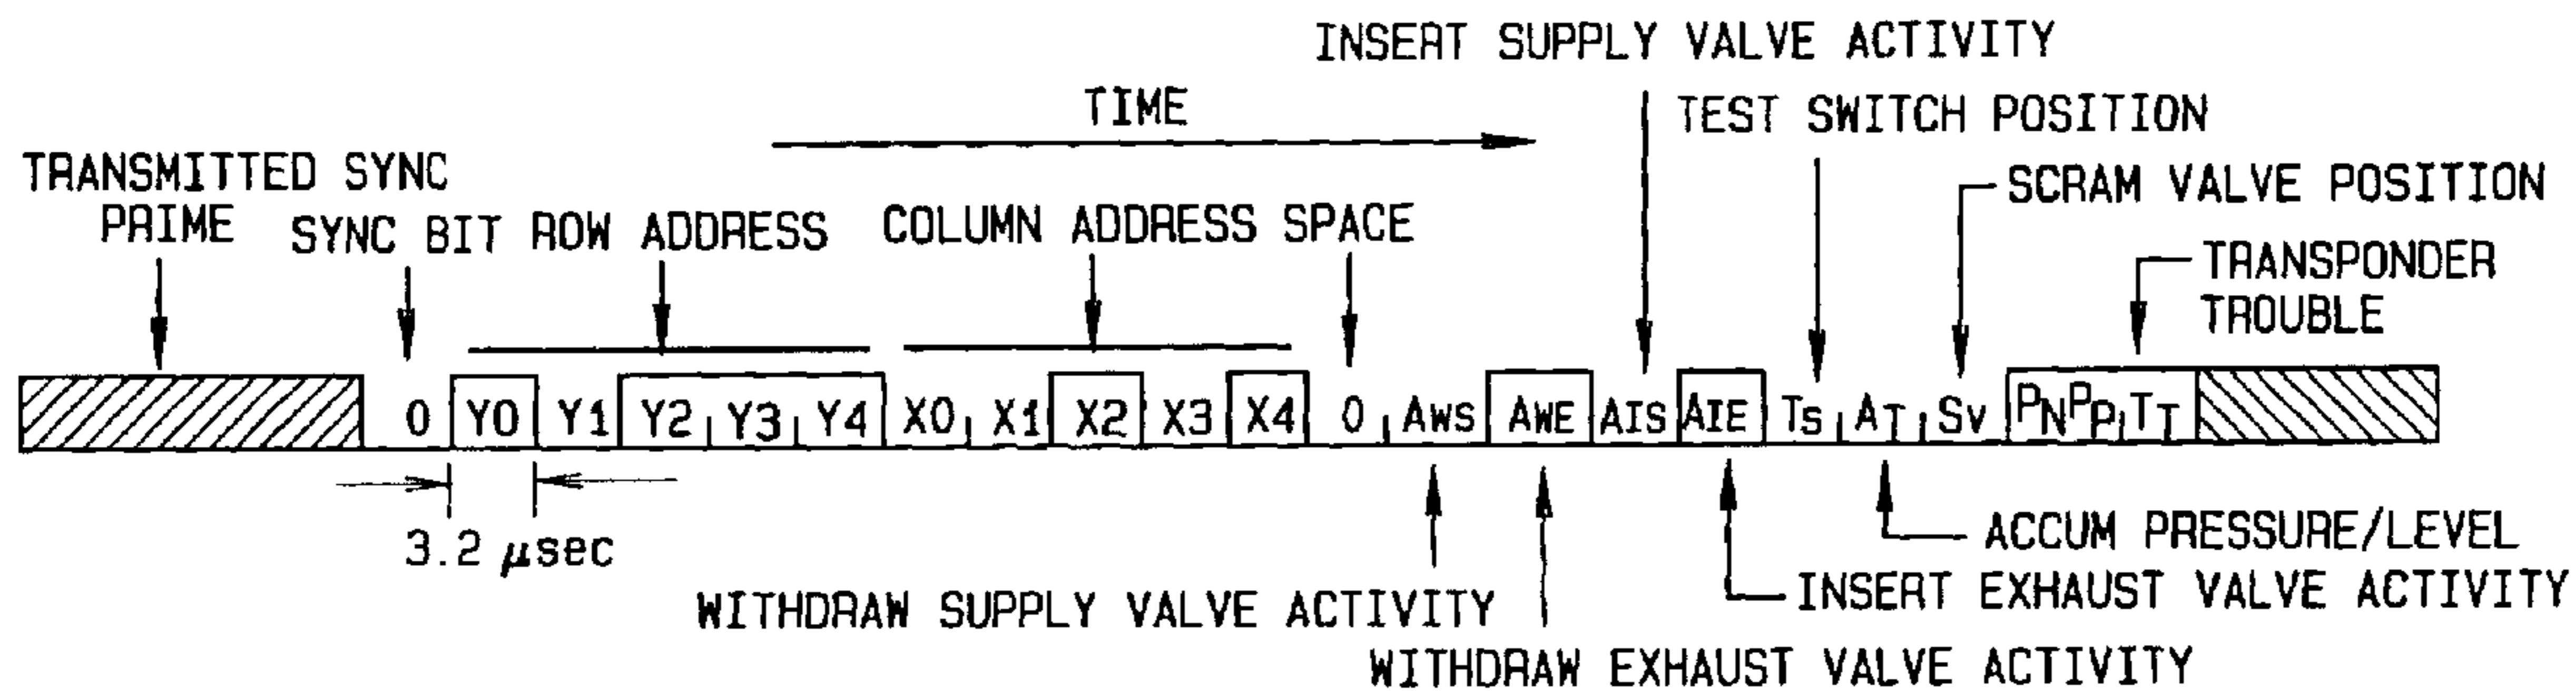 INSERT SUPPLY VALVE ACTIVITY
TIME
TEST SWITCH POSITION
TRANSMITTED SYNC
PRIME
SCRAM VALVE POSITION
SYNC BIT ROW ADDRESS
COLUMN ADDRESS SPACE
TRANSPONDER
TROUBLE
0 Y0 Y1 Y2 Y3 Y4 X0 X1 X2 X3 X4 0 AWS AWE AIS AIE TS AT SV PN PP TT
3.2 μsec
ACCUM PRESSURE/LEVEL
INSERT EXHAUST VALVE ACTIVITY
WITHDRAW SUPPLY VALVE ACTIVITY
WITHDRAW EXHAUST VALVE ACTIVITY